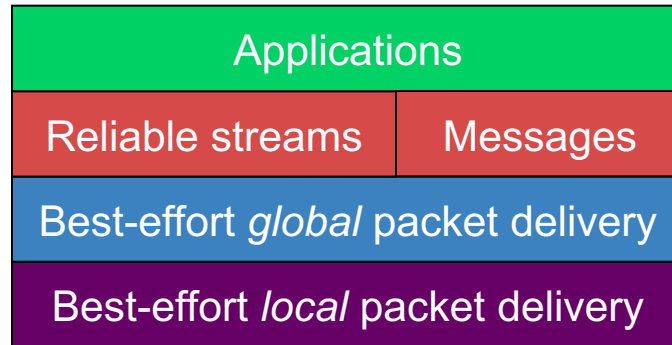 Applications
Reliable streams
Messages
Best-effort global packet delivery
Best-effort local packet delivery